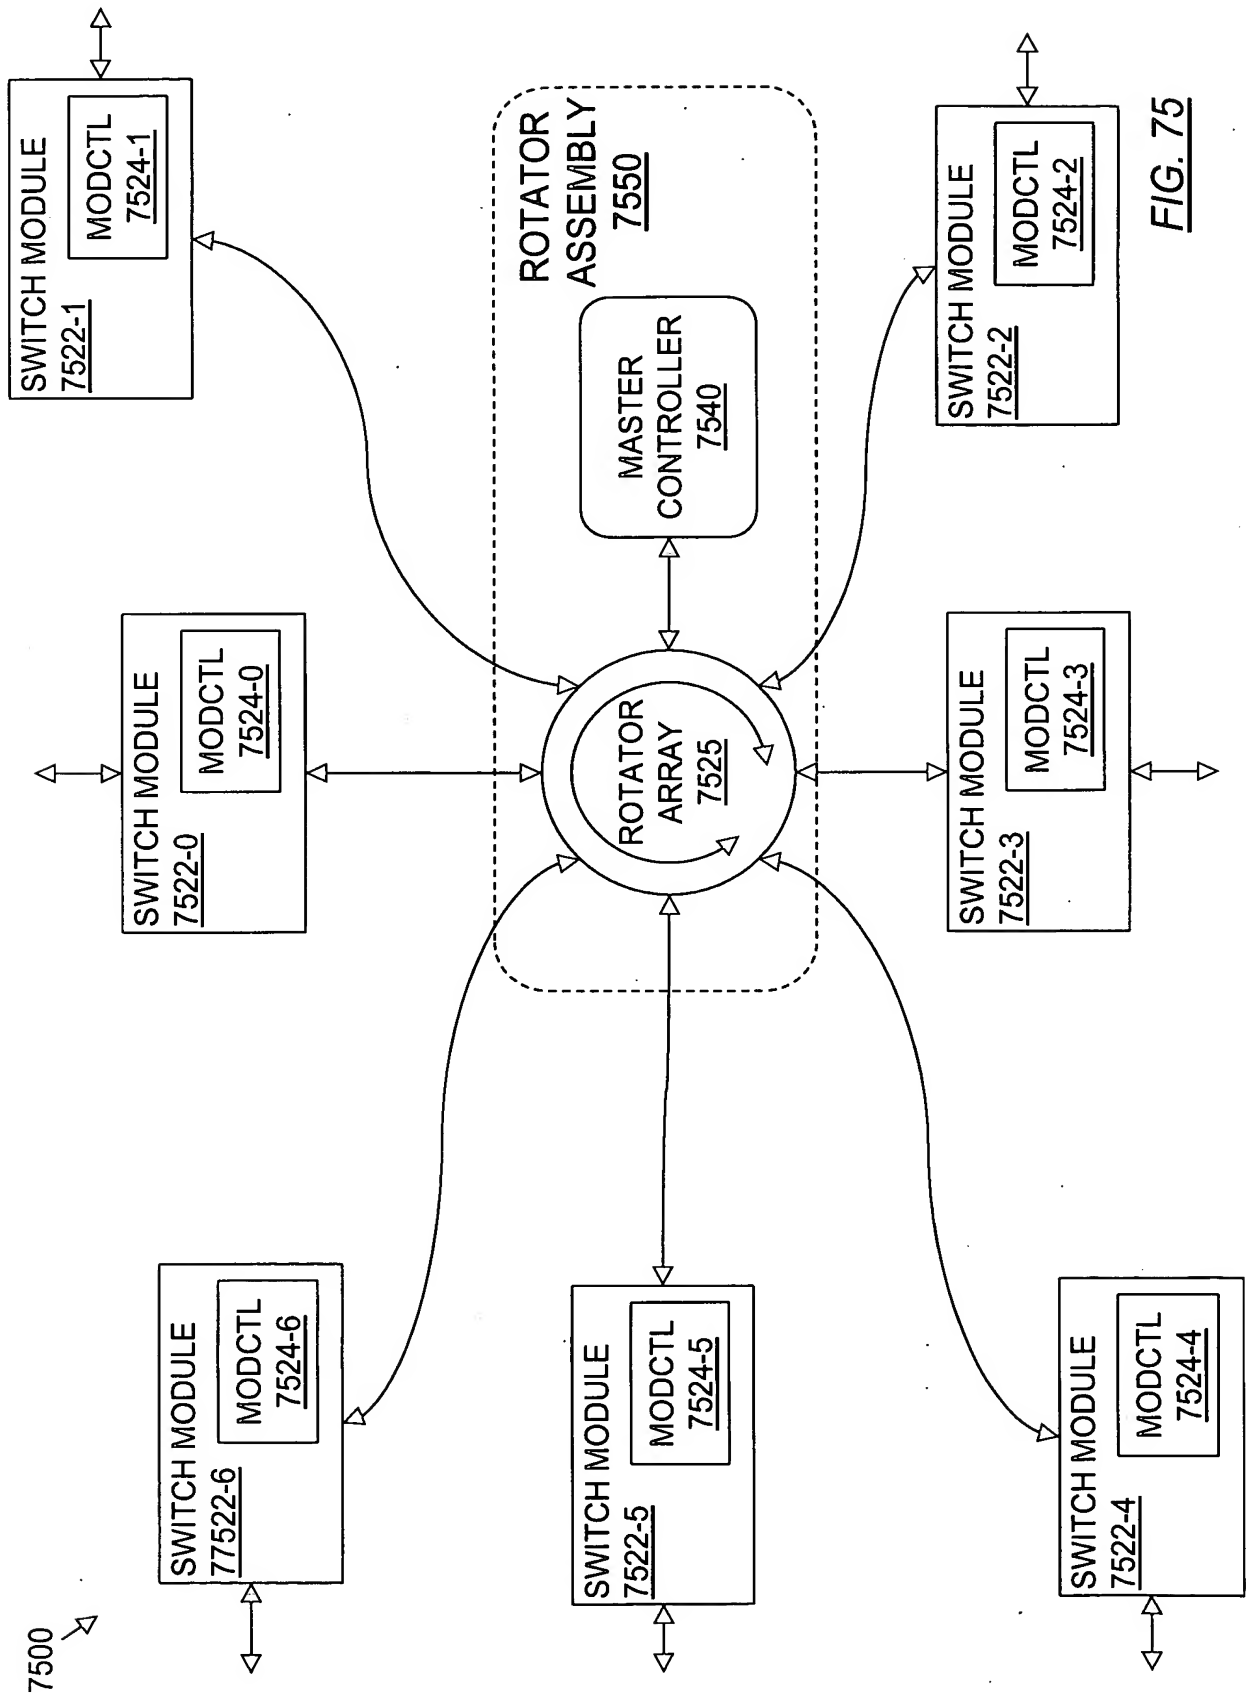 7500
SWITCH MODULE
77522-6
MODCTL
7524-6
SWITCH MODULE
7522-0
MODCTL
7524-0
SWITCH MODULE
7522-1
MODCTL
7524-1
SWITCH MODULE
7522-5
MODCTL
7524-5
ROTATOR
ARRAY
7525
MASTER
CONTROLLER
7540
ROTATOR
ASSEMBLY
7550
SWITCH MODULE
7522-4
MODCTL
7524-4
SWITCH MODULE
7522-3
MODCTL
7524-3
SWITCH MODULE
7522-2
MODCTL
7524-2
FIG. 75